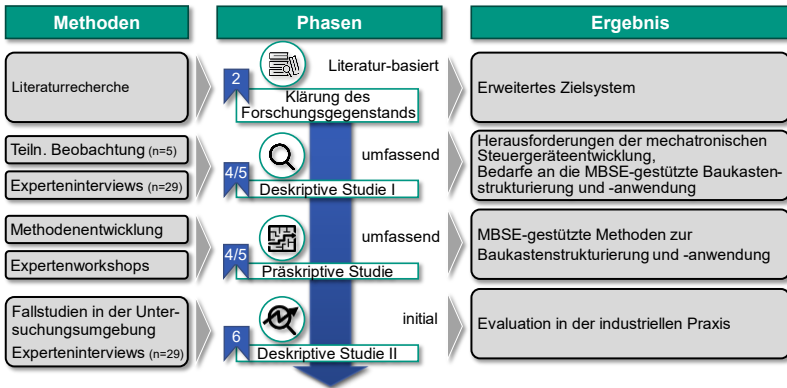 Methoden
Phasen
Ergebnis
Literaturrecherche
2
Literatur-basiert
Klärung des
Forschungsgegenstands
Erweitertes Zielsystem
Teiln. Beobachtung (n=5)
Experteninterviews (n=29)
4/5
umfassend
Deskriptive Studie I
Herausforderungen der mechatronischen
Steuergeräteentwicklung,
Bedarfe an die MBSE-gestützte Baukasten-
strukturierung und -anwendung
Methodenentwicklung
Expertenworkshops
4/5
umfassend
Präskriptive Studie
MBSE-gestützte Methoden zur
Baukastenstrukturierung und -anwendung
Fallstudien in der Unter-
suchungsumgebung
Experteninterviews (n=29)
6
initial
Deskriptive Studie II
Evaluation in der industriellen Praxis